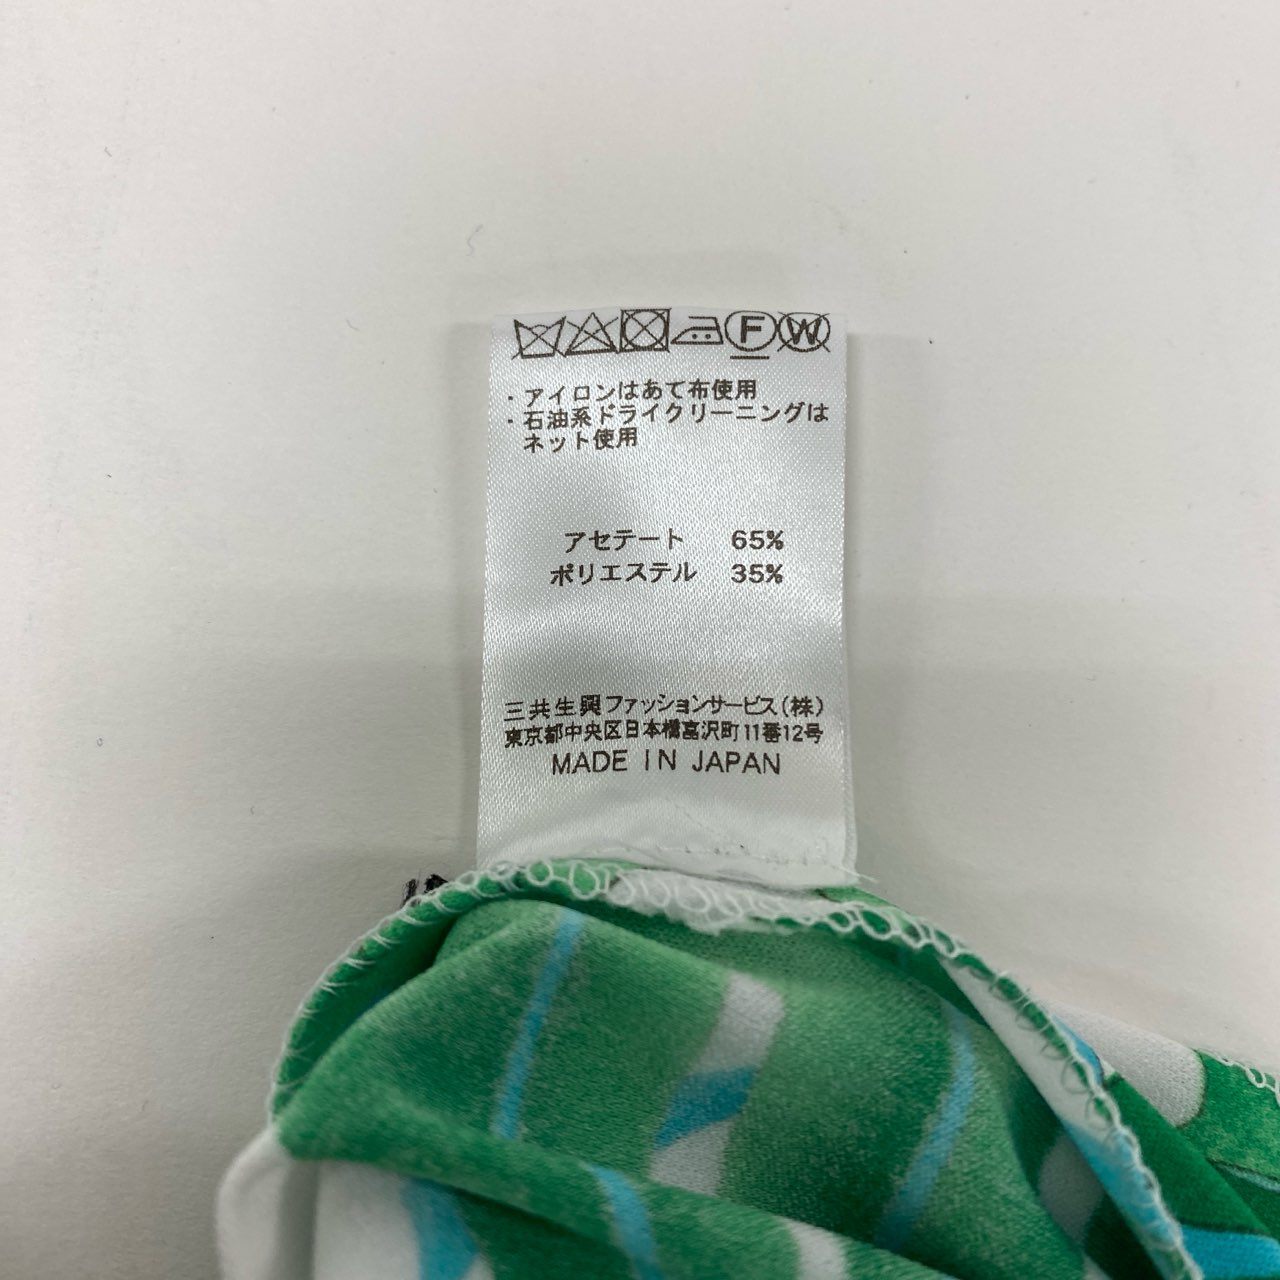 F W
・アイロンはあて布使用
・石油系ドライクリーニングは
ネット使用
アセテート 65%
ポリエステル 35%
三共生興ファッションサービス(株)
東京都中央区日本橋富沢町11番12号
MADE IN JAPAN